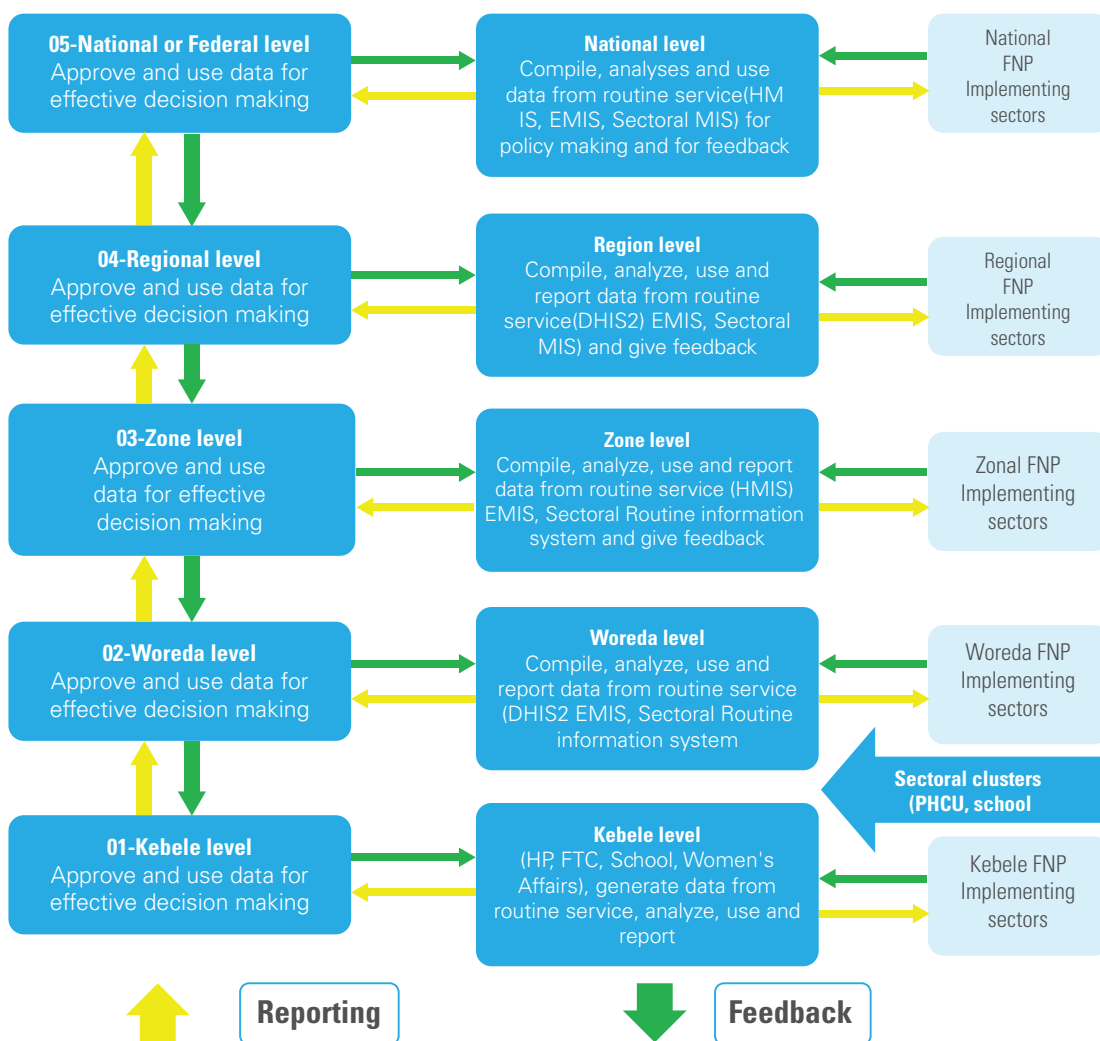 05-National or Federal level
Approve and use data for
effective decision making
National level
Compile, analyses and use
data from routine service(HM
IS, EMIS, Sectoral MIS) for
policy making and for feedback
National
FNP
Implementing
sectors
04-Regional level
Approve and use data for
effective decision making
Region level
Compile, analyze, use and
report data from routine
service(DHIS2) EMIS, Sectoral
MIS) and give feedback
Regional
FNP
Implementing
sectors
03-Zone level
Approve and use
data for effective
decision making
Zone level
Compile, analyze, use and report
data from routine service (HMIS)
EMIS, Sectoral Routine information
system and give feedback
Zonal FNP
Implementing
sectors
02-Woreda level
Approve and use data for
effective decision making
Woreda level
Compile, analyze, use and
report data from routine service
(DHIS2 EMIS, Sectoral Routine
information system
Woreda FNP
Implementing
sectors
Sectoral clusters
(PHCU, school
01-Kebele level
Approve and use data for
effective decision making
Kebele level
(HP, FTC, School, Women's
Affairs), generate data from
routine service, analyze, use and
report
Kebele FNP
Implementing
sectors
Reporting
Feedback